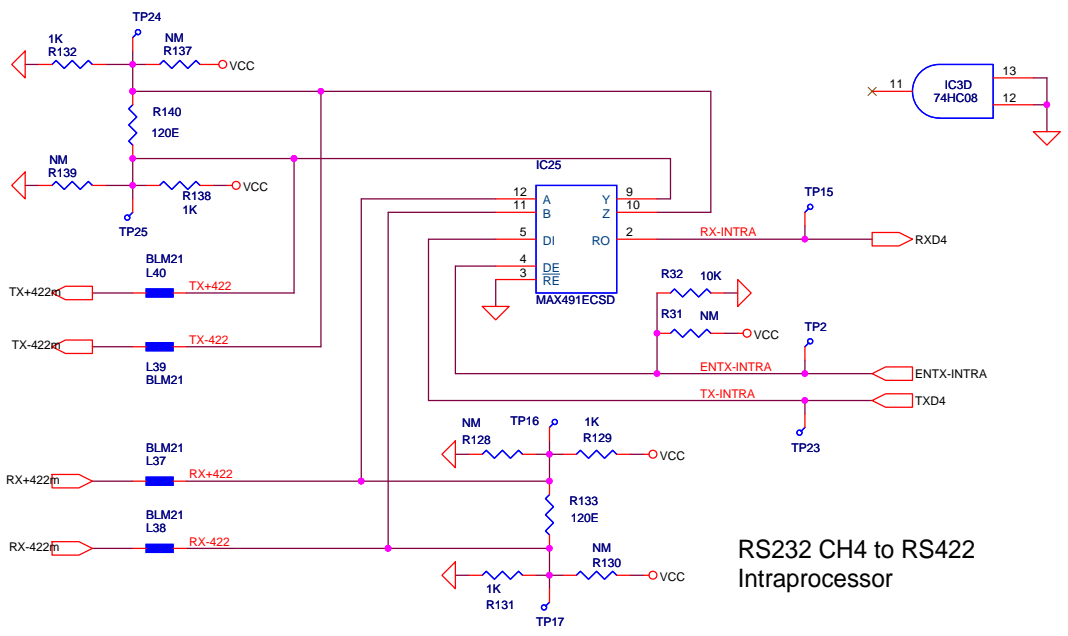 TP24
1K
R132
NM
R137
VCC
R140
120E
NM
R139
R138
1K
VCC
TP25
11
IC3D
74HC08
13
12
IC25
12
11
5
4
3
A
B
DI
DE
RE
Y
Z
RO
9
10
2
MAX491ECSD
RX-INTRA
TP15
RXD4
BLM21
L40
TX+422m
TX+422
TX-422m
TX-422
L39
BLM21
R32
10K
R31
NM
VCC
TP2
ENTX-INTRA
ENTX-INTRA
TX-INTRA
TXD4
TP23
BLM21
L37
RX+422m
RX+422
BLM21
L38
RX-422m
RX-422
TP16
NM
R128
1K
R129
VCC
R133
120E
1K
R131
NM
R130
VCC
TP17
RS232 CH4 to RS422
Intraprocessor